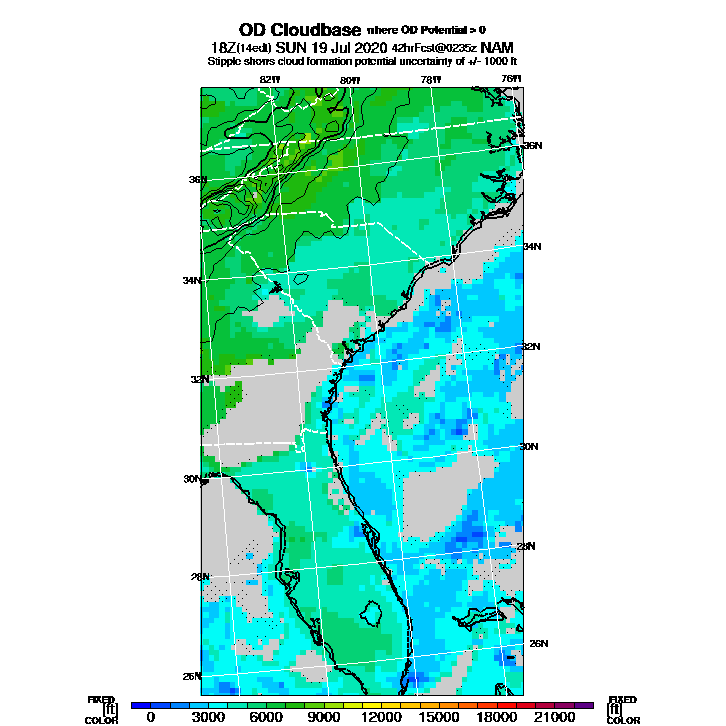 OD Cloudbase where OD Potential > 0
18Z(14edt) SUN 19 Jul 2020 42hrFcst@0235z NAM
Stipple shows cloud formation potential uncertainty of +/- 1000 ft
82W 80W 78W 76W
36N
36N
34N
34N
32N
32N
30N
30N
28N
28N
26N
26N
FIXED FIXED
[ft] [ft]
COLOR COLOR
0 3000 6000 9000 12000 15000 18000 21000